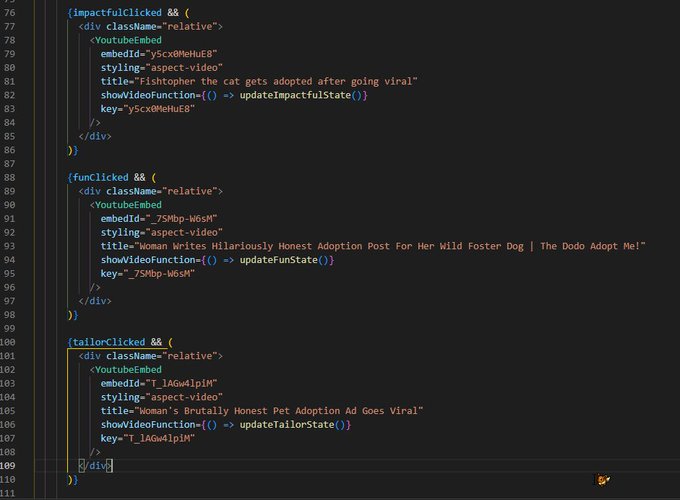 76 {impactfulClicked && (
77 <div className="relative">
78 <YoutubeEmbed
79 embedId="y5cx0MeHuE8"
80 styling="aspect-video"
81 title="Fishtopher the cat gets adopted after going viral"
82 showVideoFunction={() => updateImpactfulState()}
83 key="y5cx0MeHuE8"
84 />
85 </div>
86 )}
87
88 {funClicked && (
89 <div className="relative">
90 <YoutubeEmbed
91 embedId="_7SMbp-W6sM"
92 styling="aspect-video"
93 title="Woman Writes Hilariously Honest Adoption Post For Her Wild Foster Dog | The Dodo Adopt Me!"
94 showVideoFunction={() => updateFunState()}
95 key="_7SMbp-W6sM"
96 />
97 </div>
98 )}
99
100 {tailorClicked && (
101 <div className="relative">
102 <YoutubeEmbed
103 embedId="T_lAGw4lpiM"
104 styling="aspect-video"
105 title="Woman's Brutally Honest Pet Adoption Ad Goes Viral"
106 showVideoFunction={() => updateTailorState()}
107 key="T_lAGw4lpiM"
108 />
109 </div>
110 )}
111